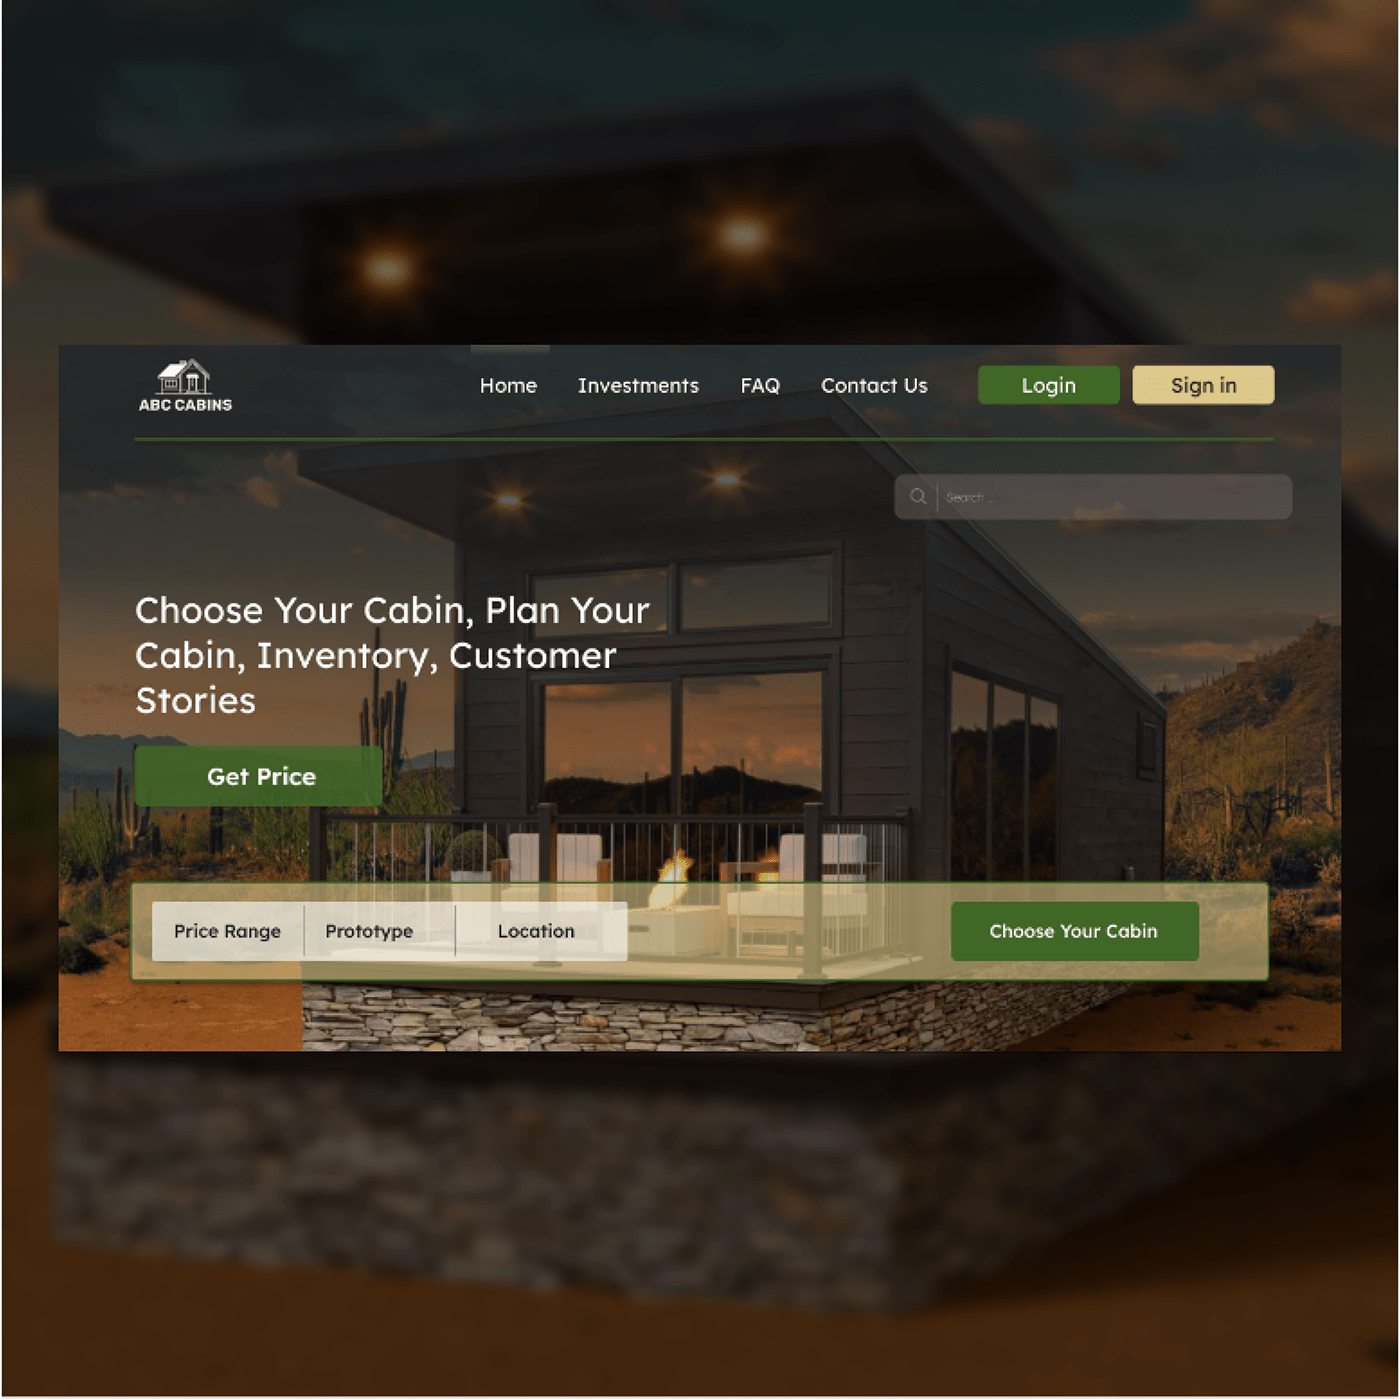 ABC CABINS
Home
Investments
FAQ
Contact Us
Login
Sign in
Search ...
Choose Your Cabin, Plan Your
Cabin, Inventory, Customer
Stories
Get Price
Price Range
Prototype
Location
Choose Your Cabin